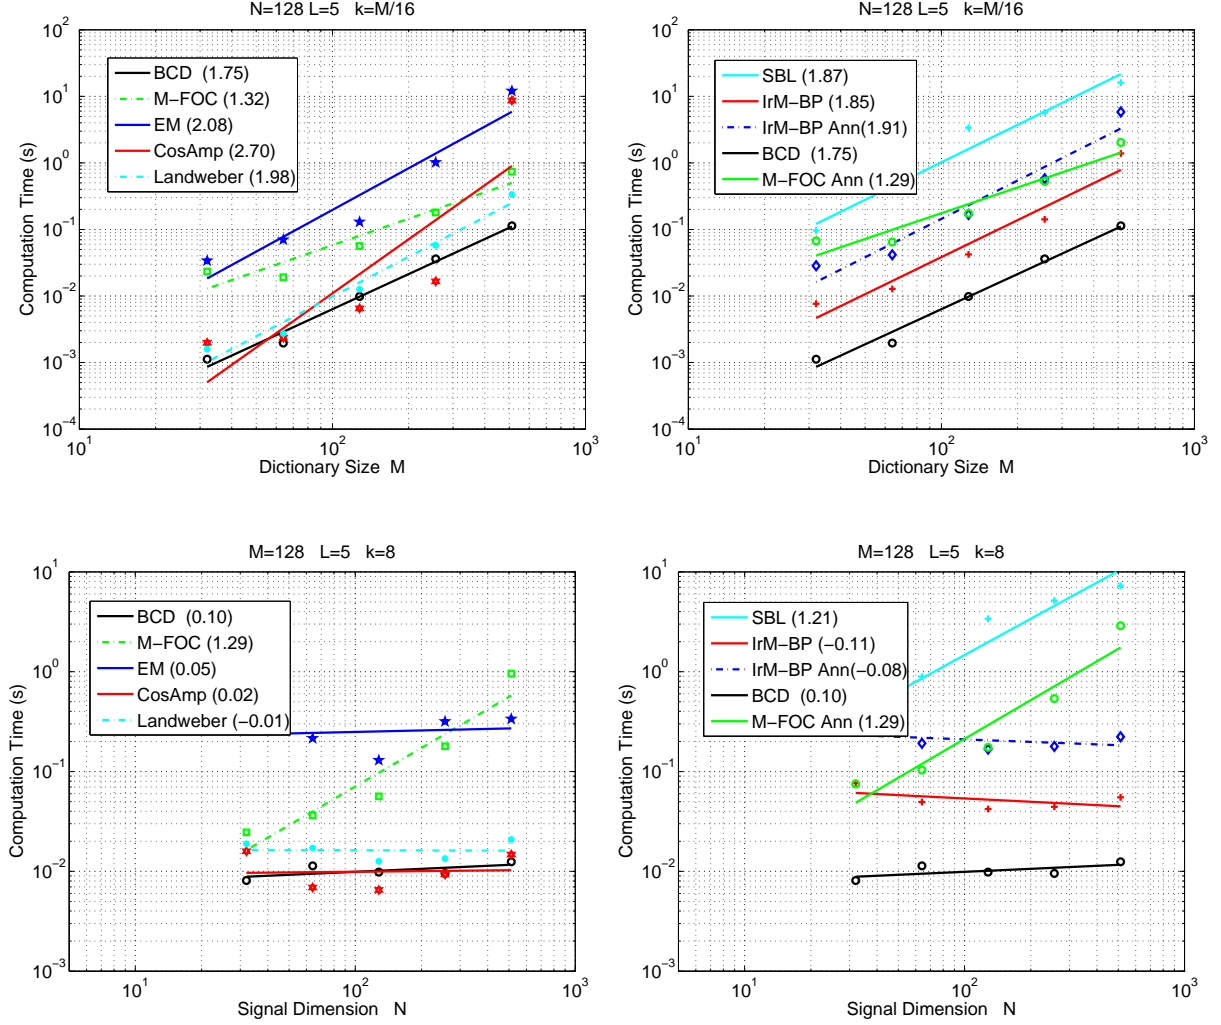 N=128 L=5 k=M/16
10^2
10^1
10^0
10^−1
10^−2
10^−3
10^−4
Computation Time (s)
BCD (1.75)
M−FOC (1.32)
EM (2.08)
CosAmp (2.70)
Landweber (1.98)
10^1
10^2
10^3
Dictionary Size M
N=128 L=5 k=M/16
10^2
10^1
10^0
10^−1
10^−2
10^−3
10^−4
Computation Time (s)
SBL (1.87)
IrM−BP (1.85)
IrM−BP Ann(1.91)
BCD (1.75)
M−FOC Ann (1.29)
10^1
10^2
10^3
Dictionary Size M
M=128 L=5 k=8
10^1
10^0
10^−1
10^−2
10^−3
Computation Time (s)
BCD (0.10)
M−FOC (1.29)
EM (0.05)
CosAmp (0.02)
Landweber (−0.01)
10^1
10^2
10^3
Signal Dimension N
M=128 L=5 k=8
10^1
10^0
10^−1
10^−2
10^−3
Computation Time (s)
SBL (1.21)
IrM−BP (−0.11)
IrM−BP Ann(−0.08)
BCD (0.10)
M−FOC Ann (1.29)
10^1
10^2
10^3
Signal Dimension N